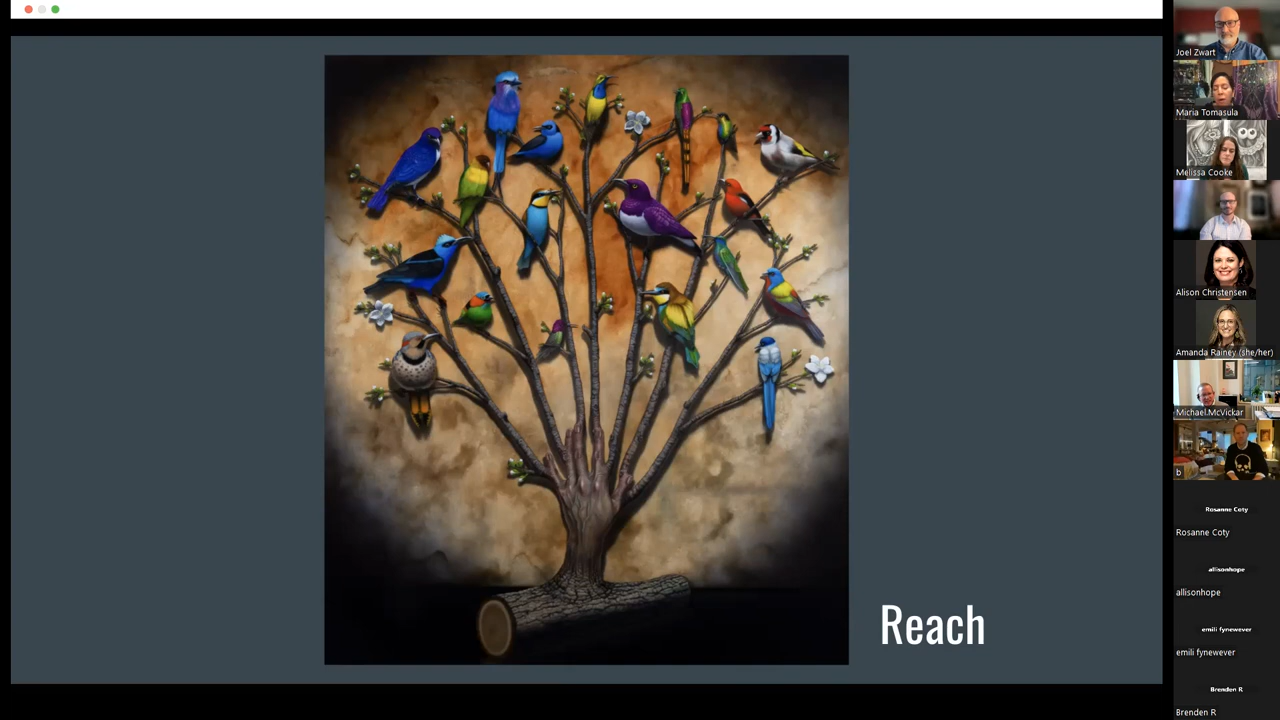 Reach
Joel Zwart
Maria Tomasula
Melissa Cooke
Alison Christensen
Amanda Rainey (she/her)
Michael.McVickar
b
Rosanne Coty
Rosanne Coty
allisonhope
allisonhope
emili fynewever
emili fynewever
Brenden R
Brenden R